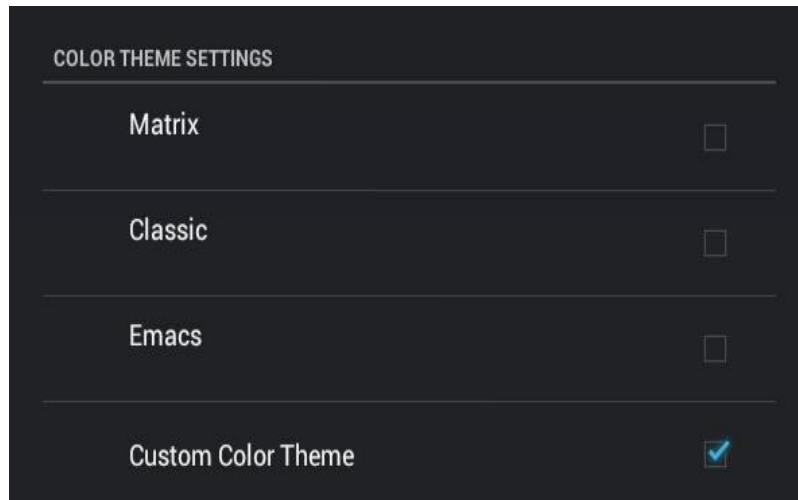 COLOR THEME SETTINGS
Matrix
Classic
Emacs
Custom Color Theme